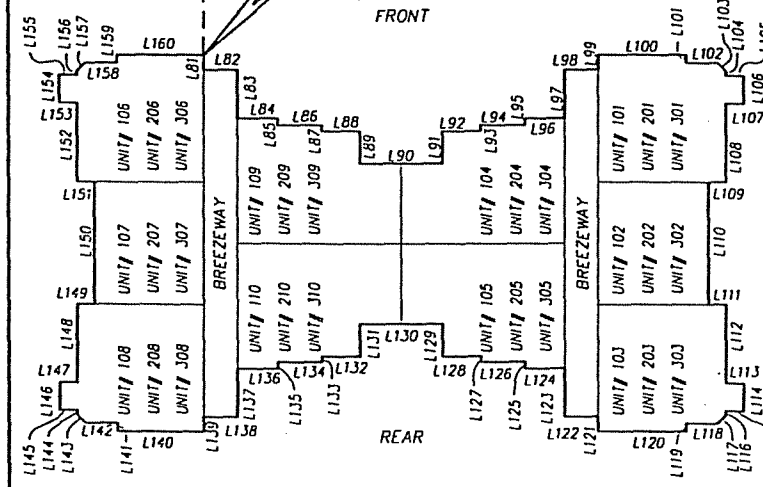 FRONT
L155
L156
L157
L159
L160
L158
L154
L153
L152
L151
L150
L149
L148
L147
L146
L145
L144
L143
L142
L141
L140
L139
L138
L81
L82
L83
L84
L85
L86
L87
L88
L89
L90
L91
L92
L93
L94
L95
L96
L97
L98
L99
L100
L101
L102
L103
L104
L106
L107
L108
L109
L110
L111
L112
L113
L114
L116
L117
L118
L119
L120
L121
L122
L123
L124
L125
L126
L127
L128
L129
L130
L131
L132
L133
L134
L135
L136
L137
UNIT# 106
UNIT# 206
UNIT# 306
UNIT# 107
UNIT# 207
UNIT# 307
UNIT# 108
UNIT# 208
UNIT# 308
BREEZEWAY
UNIT# 109
UNIT# 209
UNIT# 309
UNIT# 110
UNIT# 210
UNIT# 310
UNIT# 104
UNIT# 204
UNIT# 304
UNIT# 105
UNIT# 205
UNIT# 305
BREEZEWAY
UNIT# 101
UNIT# 201
UNIT# 301
UNIT# 102
UNIT# 202
UNIT# 302
UNIT# 103
UNIT# 203
UNIT# 303
REAR